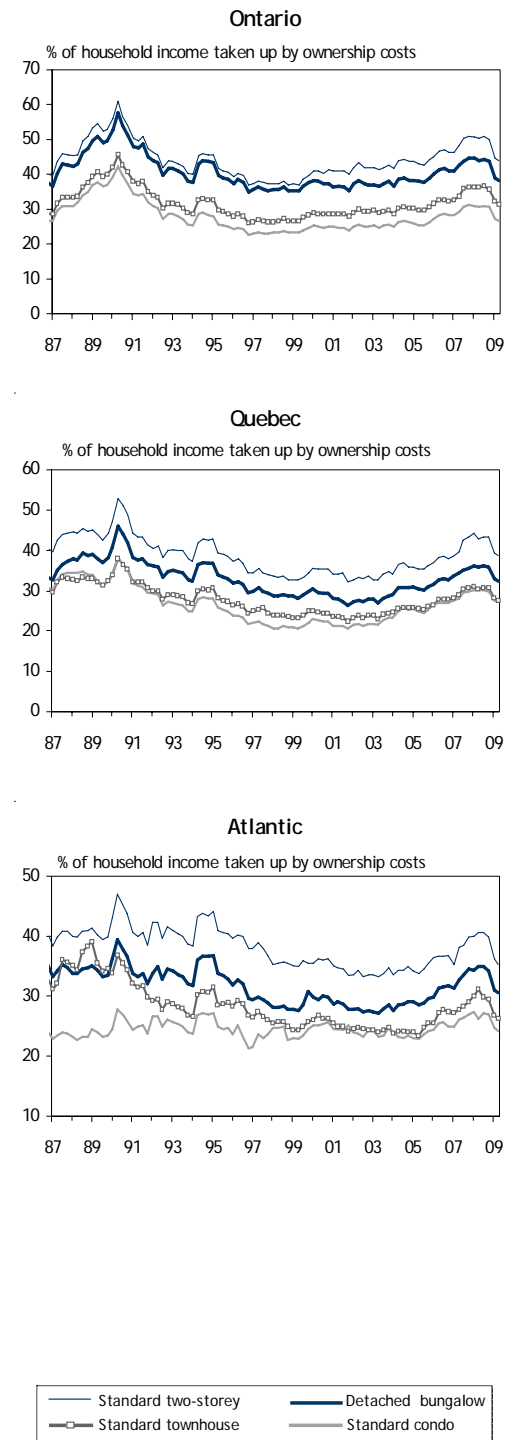 Ontario
% of household income taken up by ownership costs
70
60
50
40
30
20
10
0
87 89 91 93 95 97 99 01 03 05 07 09
Quebec
% of household income taken up by ownership costs
60
50
40
30
20
10
0
87 89 91 93 95 97 99 01 03 05 07 09
Atlantic
% of household income taken up by ownership costs
50
40
30
20
10
87 89 91 93 95 97 99 01 03 05 07 09
Standard two-storey Detached bungalow
Standard townhouse Standard condo